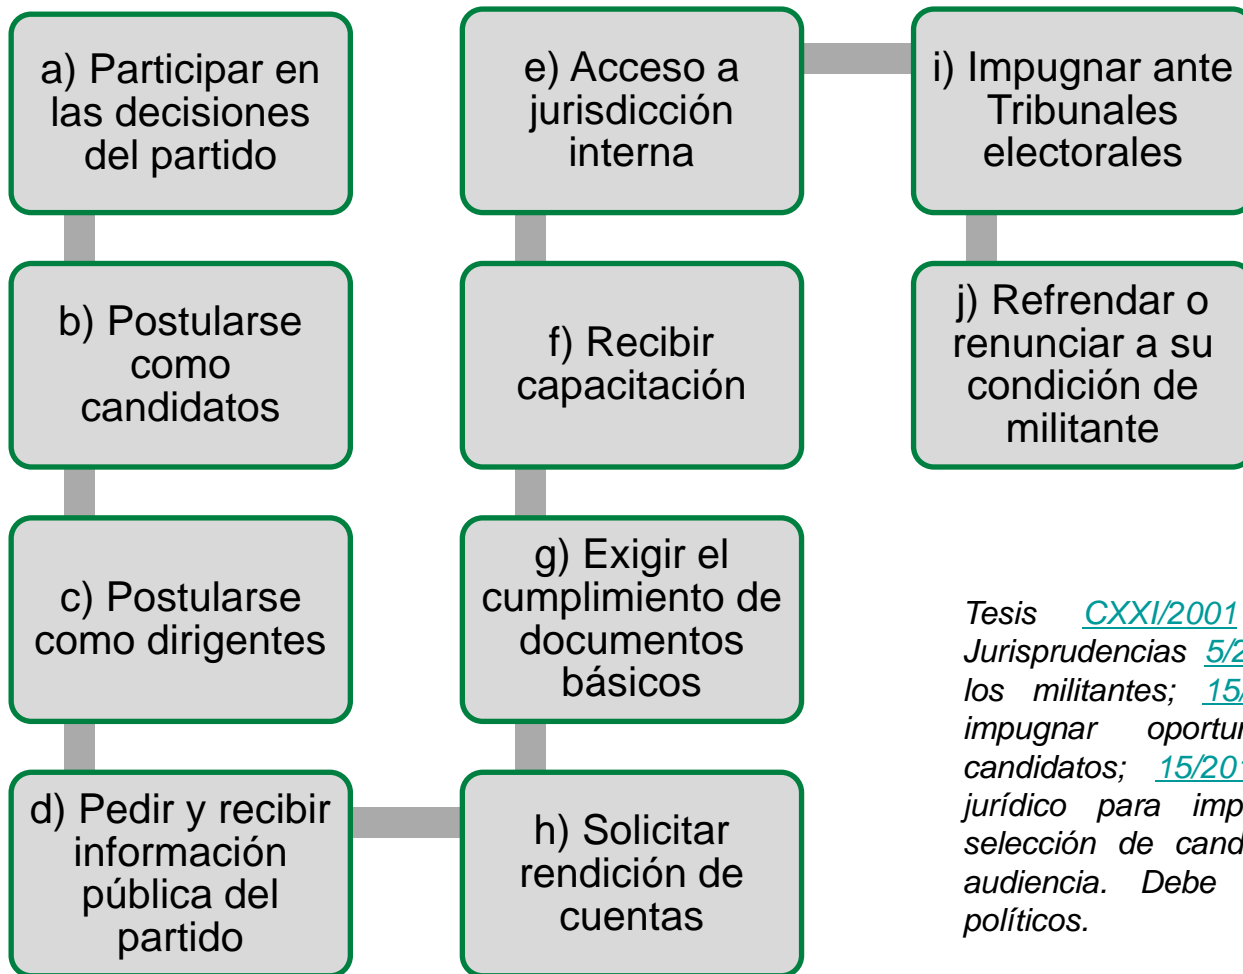 a) Participar en
las decisiones
del partido
b) Postularse
como
candidatos
c) Postularse
como dirigentes
d) Pedir y recibir
información
pública del
partido
e) Acceso a
jurisdicción
interna
f) Recibir
capacitación
g) Exigir el
cumplimiento de
documentos
básicos
h) Solicitar
rendición de
cuentas
i) Impugnar ante
Tribunales
electorales
j) Refrendar o
renunciar a su
condición de
militante
Tesis CXXI/2001
Jurisprudencias
los militantes;
impugnar
candidatos;
jurídico para
selección de
audiencia. Debe
políticos.